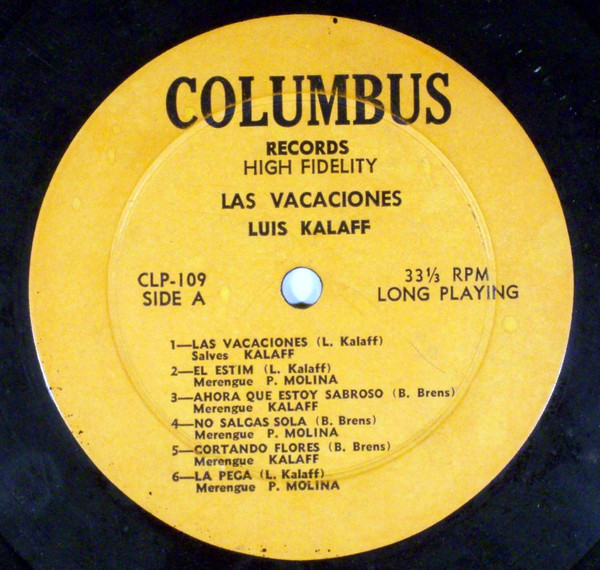 COLUMBUS
RECORDS
HIGH FIDELITY
LAS VACACIONES
LUIS KALAFF
CLP-109
SIDE A
33⅓ RPM
LONG PLAYING
1—LAS VACACIONES (L. Kalaff)
Salves KALAFF
2—EL ESTIM (L. Kalaff)
Merengue P. MOLINA
3—AHORA QUE ESTOY SABROSO (B. Brens)
Merengue KALAFF
4—NO SALGAS SOLA (B. Brens)
Merengue P. MOLINA
5—CORTANDO FLORES (B. Brens)
Merengue KALAFF
6—LA PEGA (L. Kalaff)
Merengue P. MOLINA